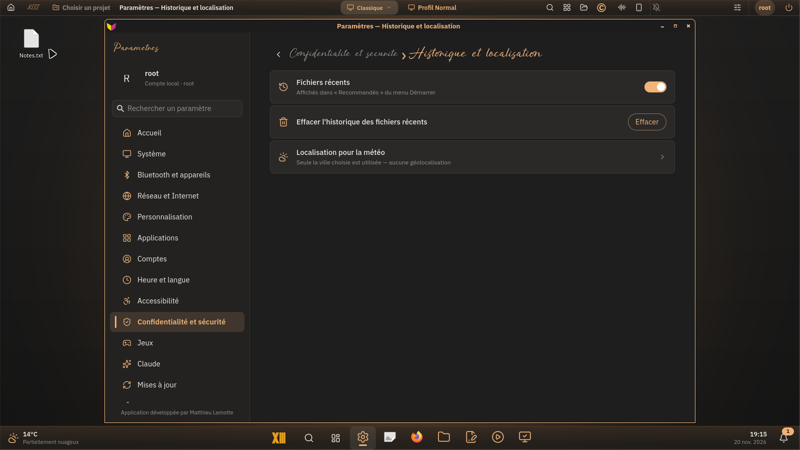 Choisir un projet
Paramètres — Historique et localisation
Classique
Profil Normal
root
Notes.txt
Paramètres — Historique et localisation
Paramètres
R
root
Compte local · root
Rechercher un paramètre
Accueil
Système
Bluetooth et appareils
Réseau et Internet
Personnalisation
Applications
Comptes
Heure et langue
Accessibilité
Confidentialité et sécurité
Jeux
Claude
Mises à jour
Application développée par Matthieu Lamotte
Confidentialité et sécurité › Historique et localisation
Fichiers récents
Affichés dans « Recommandés » du menu Démarrer
Effacer l'historique des fichiers récents
Effacer
Localisation pour la météo
Seule la ville choisie est utilisée — aucune géolocalisation
14°C
Partiellement nuageux
XIII
19:15
20 nov. 2026
1